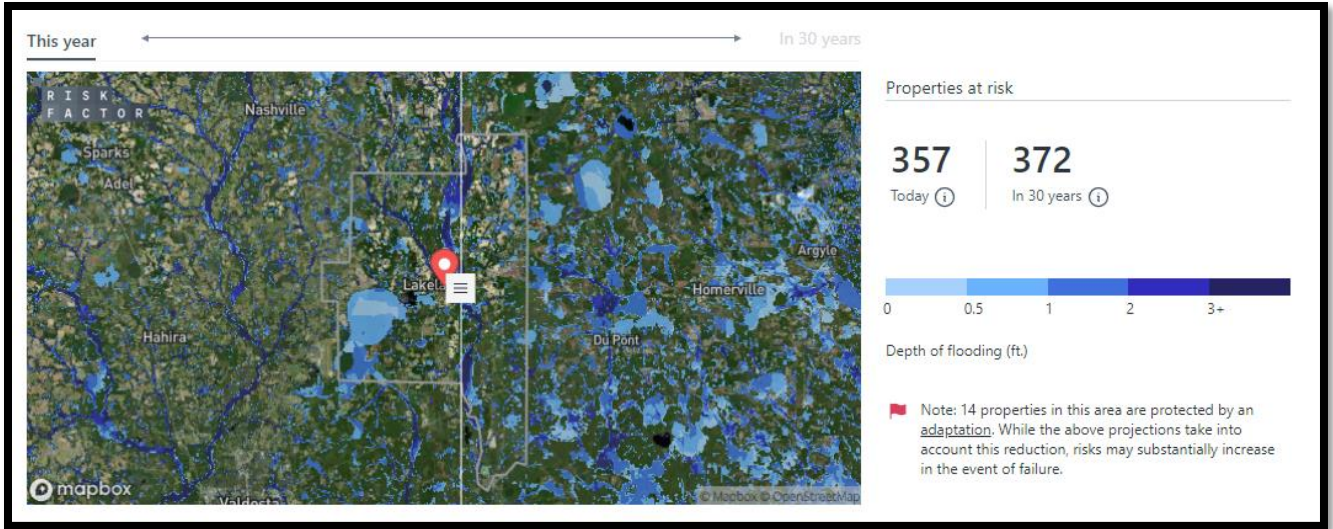 This year
In 30 years
RISK
FACTOR
Nashville
Sparks
Adel
Argyle
Homerville
Hahira
Du Pont
Valdosta
mapbox
© Mapbox © OpenStreetMap
Properties at risk
357 372
Today In 30 years
0 0.5 1 2 3+
Depth of flooding (ft.)
Note: 14 properties in this area are protected by an
adaptation. While the above projections take into
account this reduction, risks may substantially increase
in the event of failure.